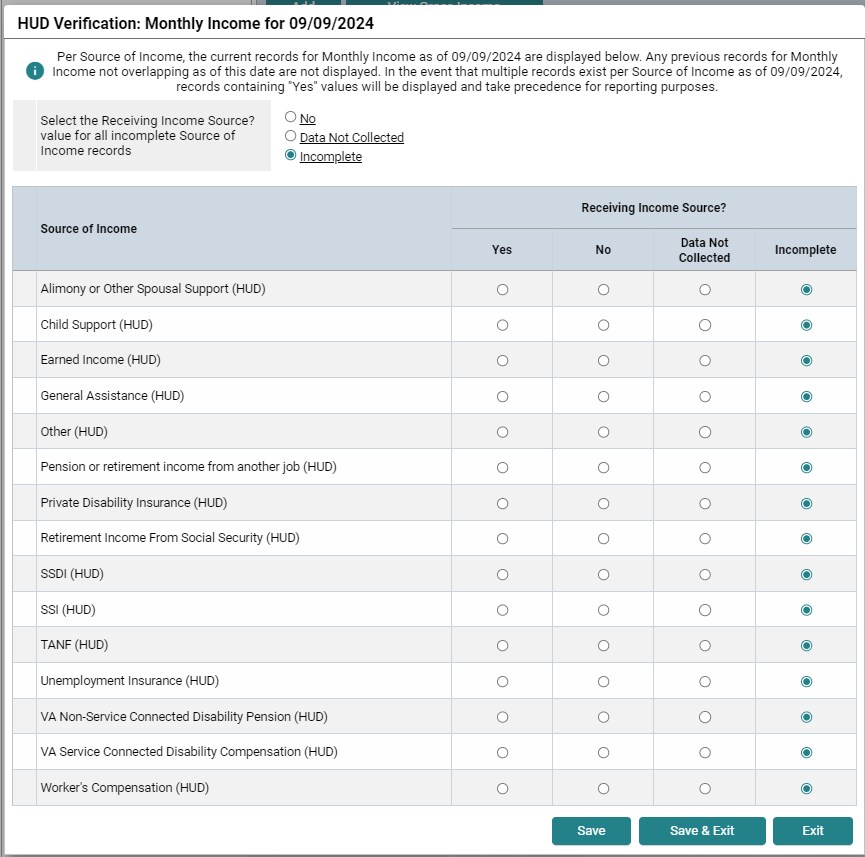 Add View Gross Income
HUD Verification: Monthly Income for 09/09/2024
Per Source of Income, the current records for Monthly Income as of 09/09/2024 are displayed below. Any previous records for Monthly
Income not overlapping as of this date are not displayed. In the event that multiple records exist per Source of Income as of 09/09/2024,
records containing "Yes" values will be displayed and take precedence for reporting purposes.
Select the Receiving Income Source?
value for all incomplete Source of
Income records
No
Data Not Collected
Incomplete
Source of Income
Receiving Income Source?
Yes
No
Data Not
Collected
Incomplete
Alimony or Other Spousal Support (HUD)
Child Support (HUD)
Earned Income (HUD)
General Assistance (HUD)
Other (HUD)
Pension or retirement income from another job (HUD)
Private Disability Insurance (HUD)
Retirement Income From Social Security (HUD)
SSDI (HUD)
SSI (HUD)
TANF (HUD)
Unemployment Insurance (HUD)
VA Non-Service Connected Disability Pension (HUD)
VA Service Connected Disability Compensation (HUD)
Worker's Compensation (HUD)
Save
Save & Exit
Exit